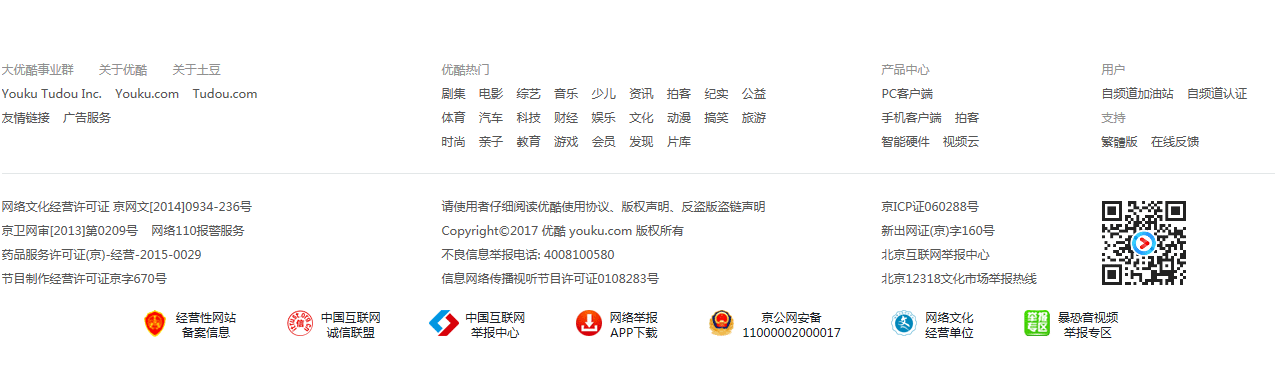 大优酷事业群 关于优酷 关于土豆
Youku Tudou Inc. Youku.com Tudou.com
友情链接 广告服务
优酷热门
剧集 电影 综艺 音乐 少儿 资讯 拍客 纪实 公益
体育 汽车 科技 财经 娱乐 文化 动漫 搞笑 旅游
时尚 亲子 教育 游戏 会员 发现 片库
产品中心
PC客户端
手机客户端 拍客
智能硬件 视频云
用户
自频道加油站 自频道认证
支持
繁體版 在线反馈
网络文化经营许可证 京网文[2014]0934-236号
京卫网审[2013]第0209号 网络110报警服务
药品服务许可证(京)-经营-2015-0029
节目制作经营许可证京字670号
请使用者仔细阅读优酷使用协议、版权声明、反盗版盗链声明
Copyright©2017 优酷 youku.com 版权所有
不良信息举报电话: 4008100580
信息网络传播视听节目许可证0108283号
京ICP证060288号
新出网证(京)字160号
北京互联网举报中心
北京12318文化市场举报热线
经营性网站
备案信息
中国互联网
诚信联盟
中国互联网
举报中心
网络举报
APP下载
京公网安备
11000002000017
网络文化
经营单位
举报
专区
暴恐音视频
举报专区